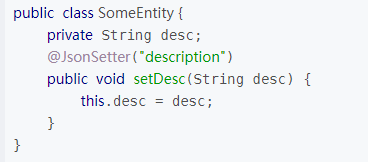 public class SomeEntity {
    private String desc;
    @JsonSetter("description")
    public void setDesc(String desc) {
        this.desc = desc;
    }
}